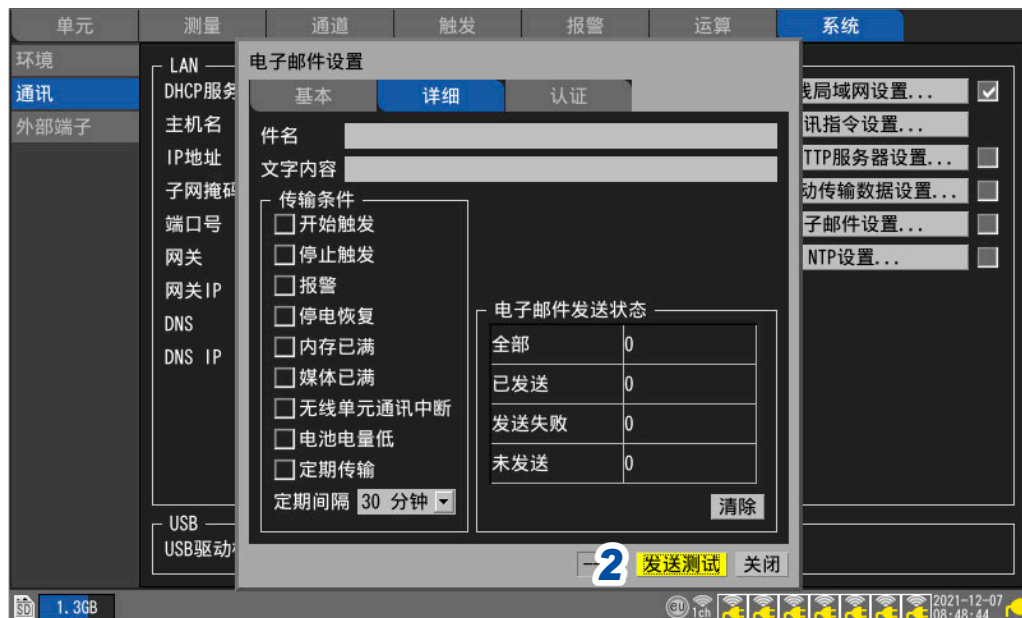 单元 测量 通道 触发 报警 运算 系统
环境
通讯
外部端子
LAN
DHCP服务
主机名
IP地址
子网掩码
端口号
网关
网关IP
DNS
DNS IP
USB
USB驱动
电子邮件设置
基本 详细 认证
件名
文字内容
传输条件
开始触发
停止触发
报警
停电恢复
内存已满
媒体已满
无线单元通讯中断
电池电量低
定期传输
定期间隔 30 分钟
电子邮件发送状态
全部 0
已发送 0
发送失败 0
未发送 0
清除
2 发送测试 关闭
局域网设置...
讯指令设置...
TTP服务器设置...
动传输数据设置...
子邮件设置...
NTP设置...
SD 1.3GB
eu 1ch
2021-12-07
08:48:44